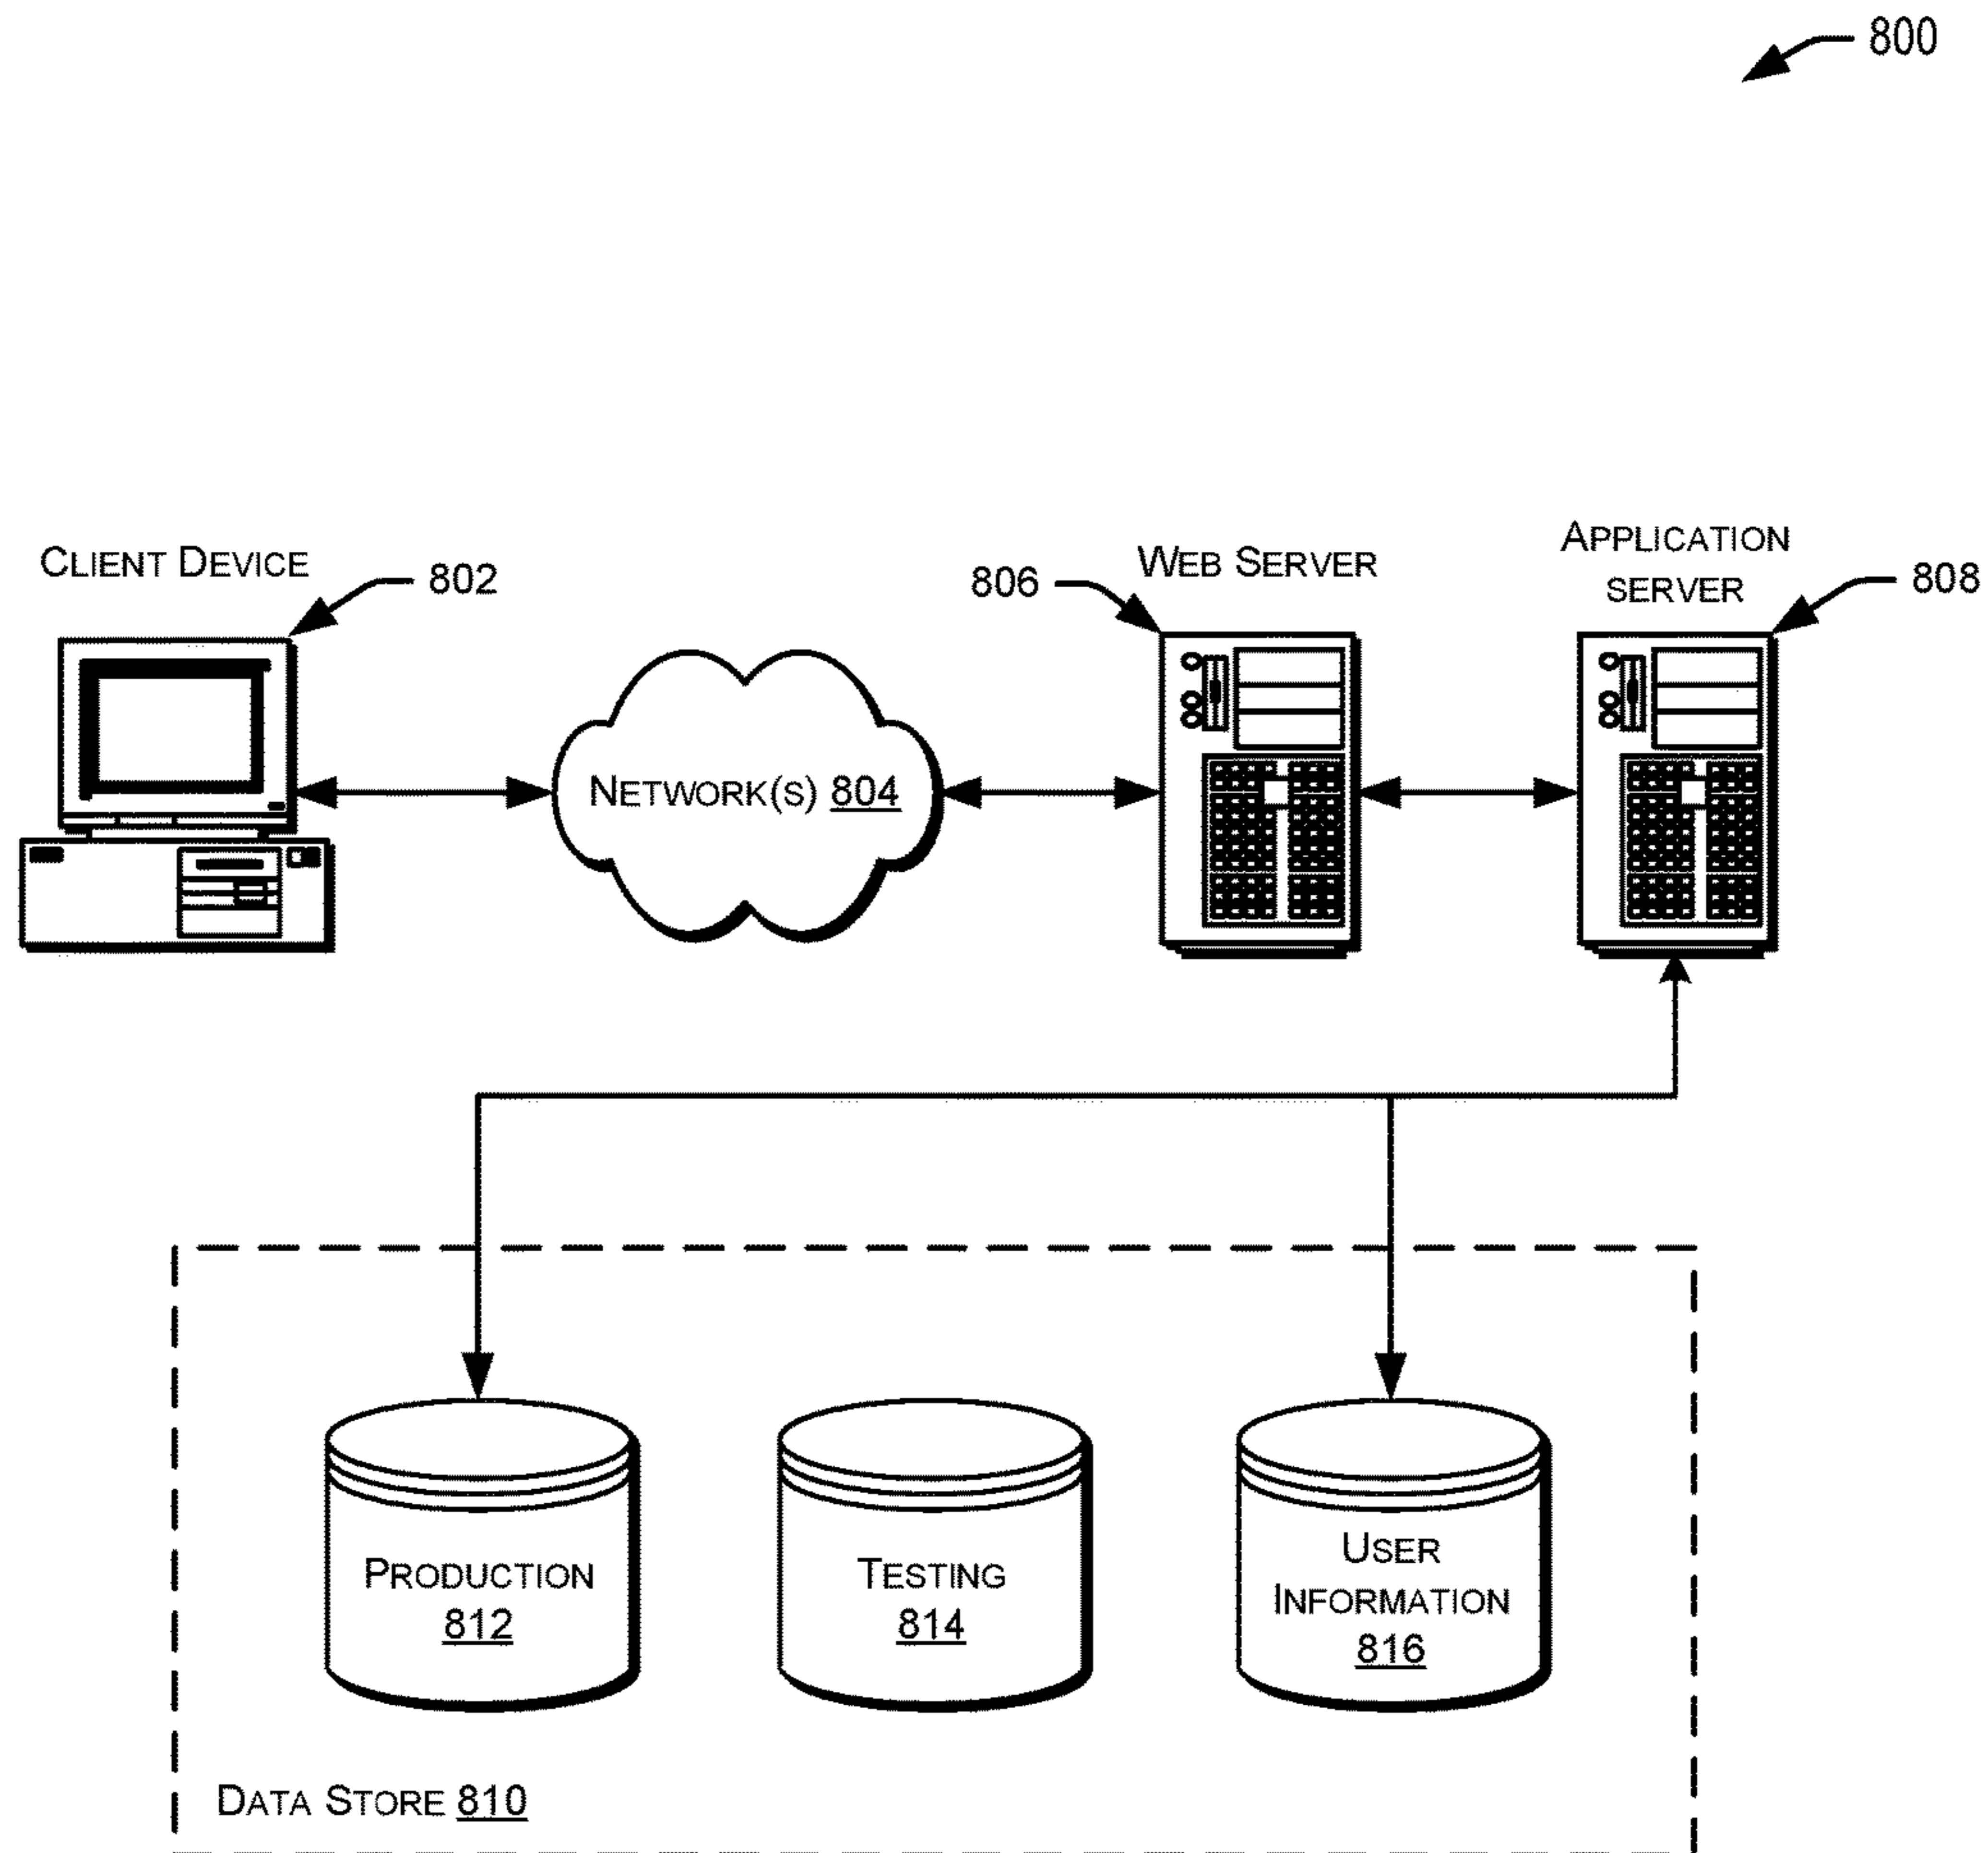 800
CLIENT DEVICE
802
806
WEB SERVER
APPLICATION
SERVER
808
NETWORK(S) 804
PRODUCTION
812
TESTING
814
USER
INFORMATION
816
DATA STORE 810